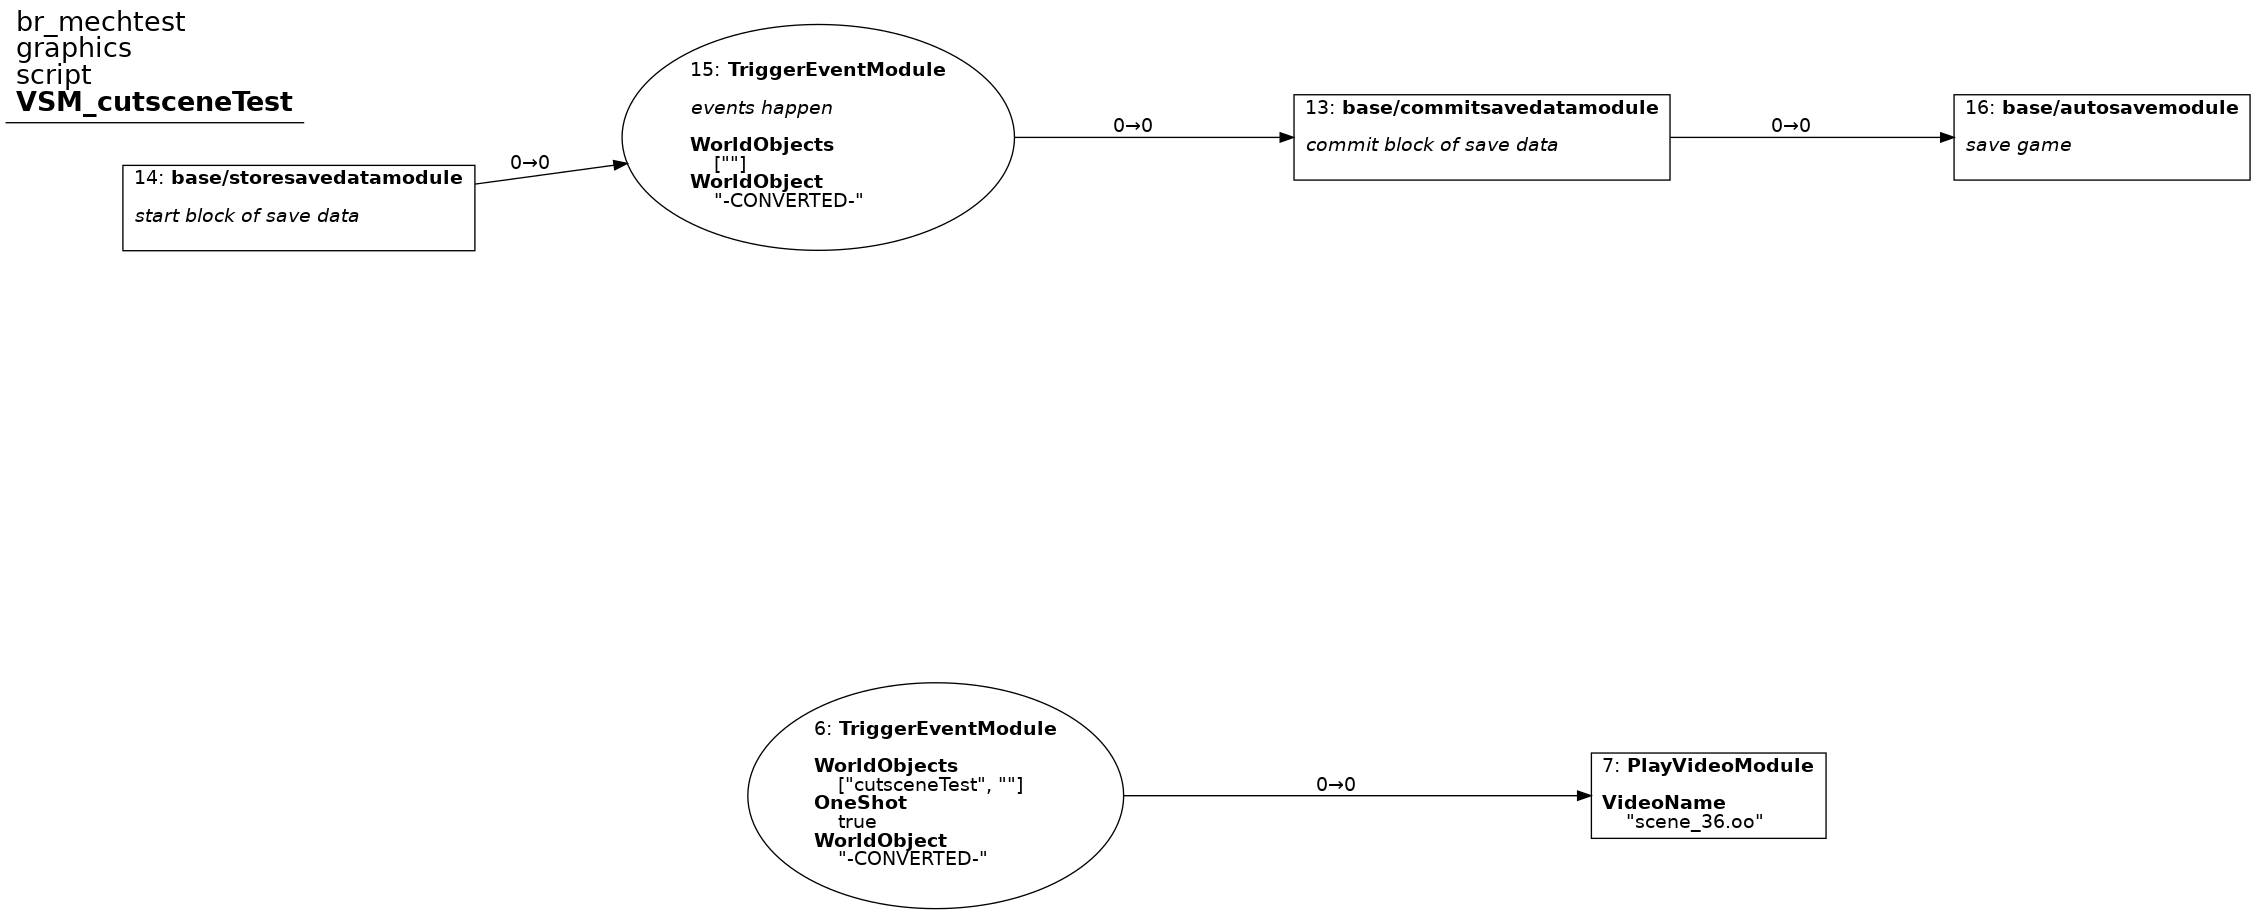 br_mechtest
graphics
script
VSM_cutsceneTest
14: base/storesavedatamodule
start block of save data
0→0
15: TriggerEventModule
events happen
WorldObjects
[""]
WorldObject
"-CONVERTED-"
0→0
13: base/commitsavedatamodule
commit block of save data
0→0
16: base/autosavemodule
save game
6: TriggerEventModule
WorldObjects
["cutsceneTest", ""]
OneShot
true
WorldObject
"-CONVERTED-"
0→0
7: PlayVideoModule
VideoName
"scene_36.oo"